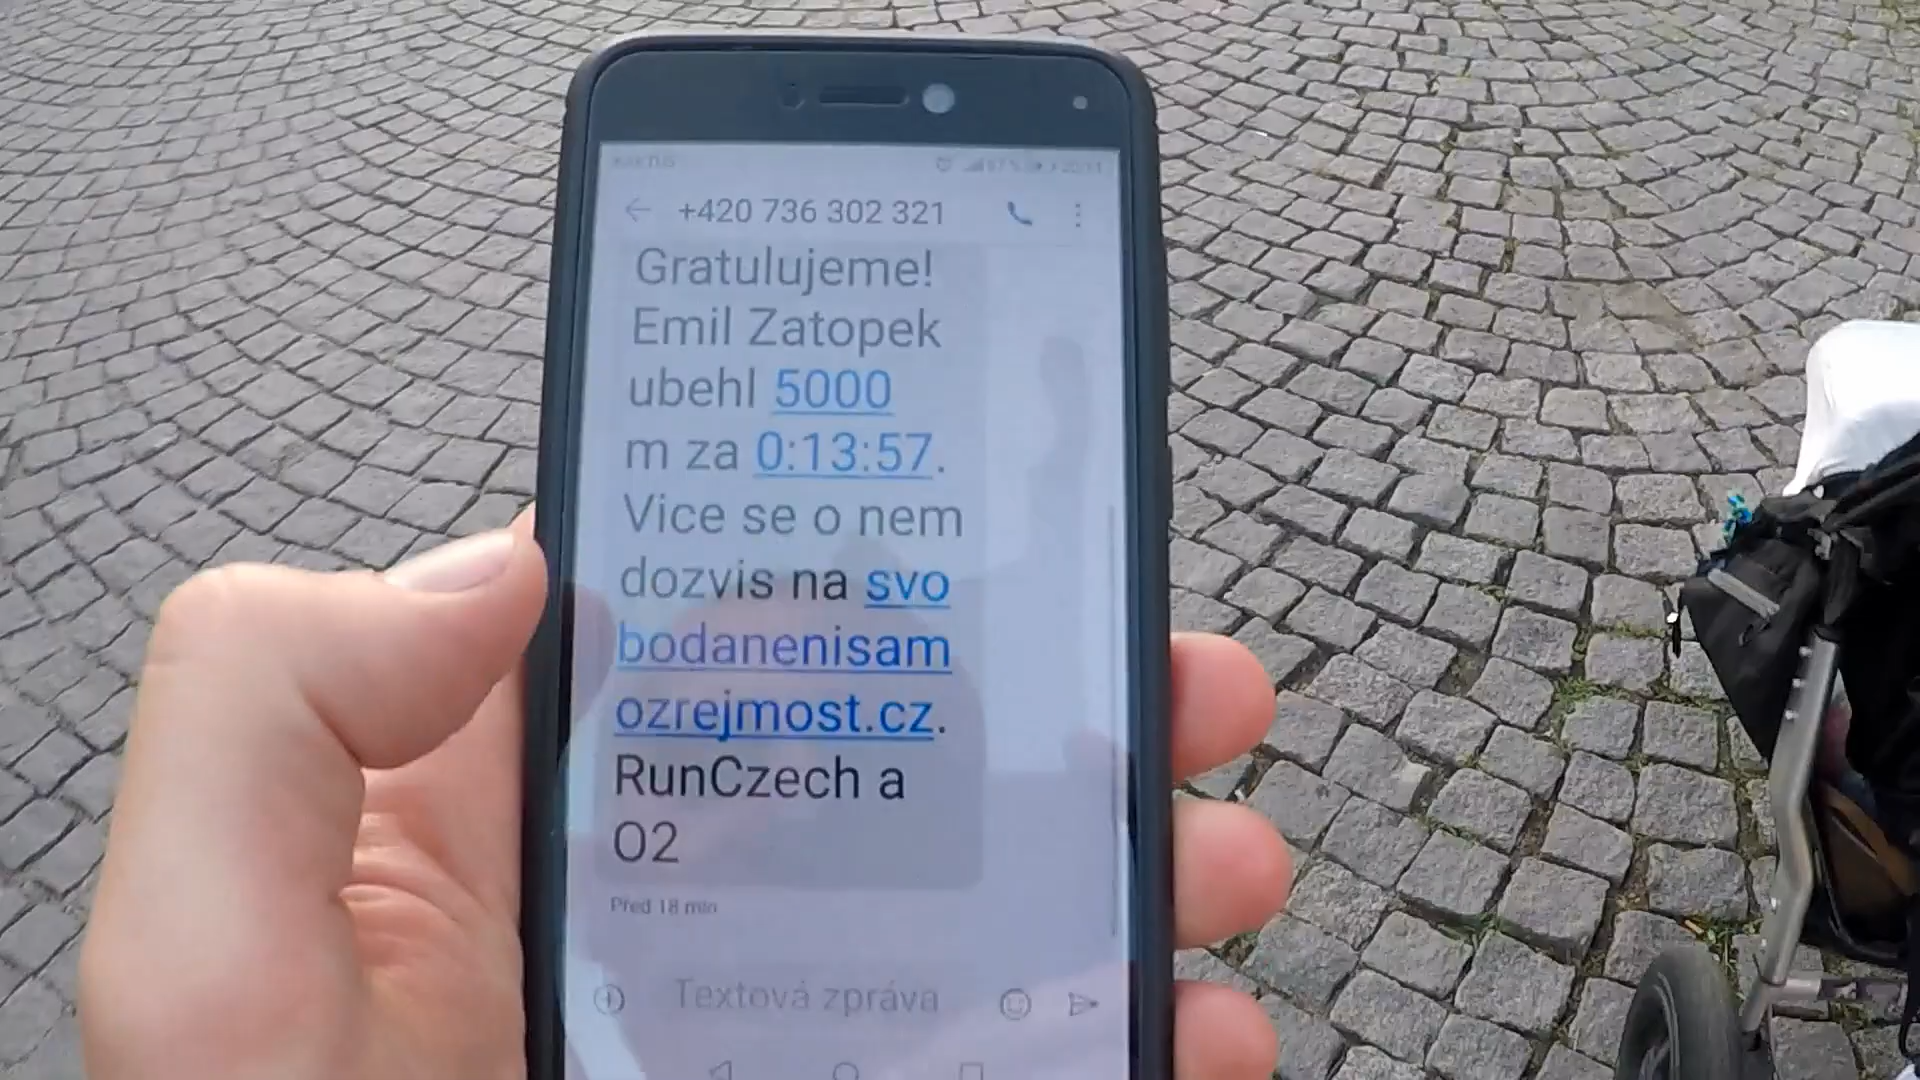 +420 736 302 321
Gratulujeme!
Emil Zatopek
ubehl 5000
m za 0:13:57.
Vice se o nem
dozvis na svo
bodanenisam
ozrejmost.cz.
RunCzech a
O2
Před 18 min
Textová zpráva